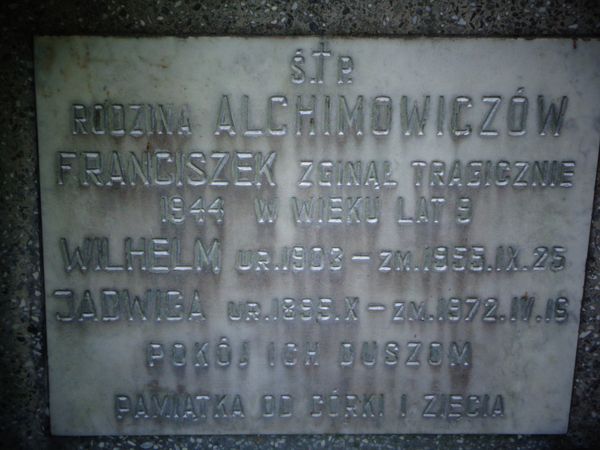 Ś.†P.
RODZINA ALCHIMOWICZÓW
FRANCISZEK ZGINĄŁ TRAGICZNIE
1944 W WIEKU LAT 9
WILHELM UR.1903 – ZM.1955.IX.25
JADWIGA UR.1895.X – ZM.1972.IV.16
POKÓJ ICH DUSZOM
PAMIĄTKA OD CÓRKI I ZIĘCIA